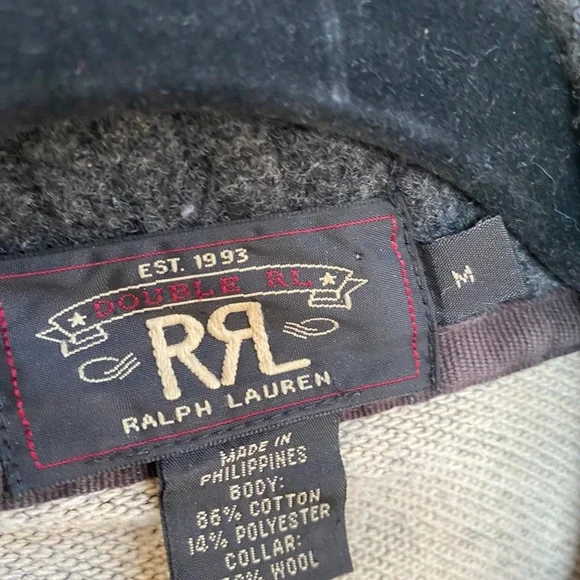 EST. 1993
DOUBLE RL
RRL
RALPH LAUREN
M
MADE IN
PHILIPPINES
BODY:
86% COTTON
14% POLYESTER
COLLAR:
WOOL